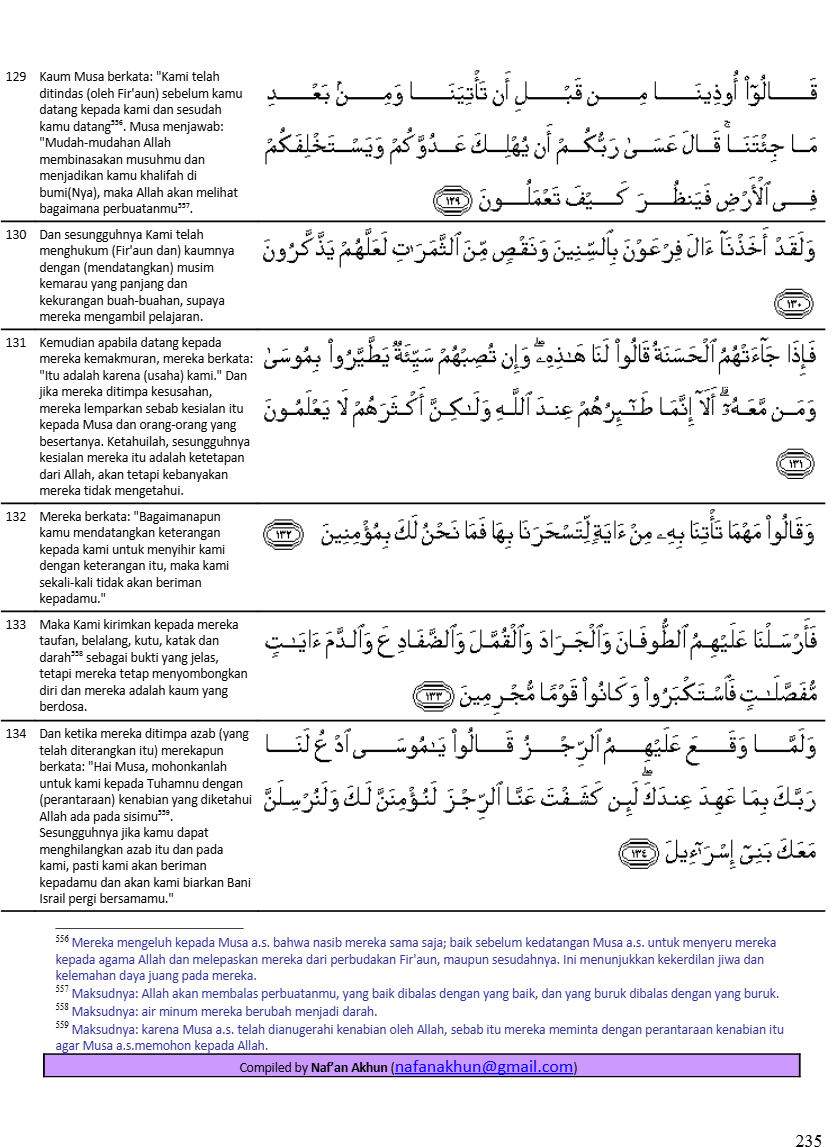 129 Kaum Musa berkata: "Kami telah
ditindas (oleh Fir'aun) sebelum kamu
datang kepada kami dan sesudah
kamu datang⁵⁵⁶. Musa menjawab:
"Mudah-mudahan Allah
membinasakan musuhmu dan
menjadikan kamu khalifah di
bumi(Nya), maka Allah akan melihat
bagaimana perbuatanmu⁵⁵⁷.
قَالُوٓا۟ أُوذِينَا مِن قَبْلِ أَن تَأْتِيَنَا وَمِنۢ بَعْدِ
مَا جِئْتَنَا ۚ قَالَ عَسَىٰ رَبُّكُمْ أَن يُهْلِكَ عَدُوَّكُمْ وَيَسْتَخْلِفَكُمْ
فِى ٱلْأَرْضِ فَيَنظُرَ كَيْفَ تَعْمَلُونَ ١٢٩
130 Dan sesungguhnya Kami telah
menghukum (Fir'aun dan) kaumnya
dengan (mendatangkan) musim
kemarau yang panjang dan
kekurangan buah-buahan, supaya
mereka mengambil pelajaran.
وَلَقَدْ أَخَذْنَآ ءَالَ فِرْعَوْنَ بِٱلسِّنِينَ وَنَقْصٍ مِّنَ ٱلثَّمَرَٰتِ لَعَلَّهُمْ يَذَّكَّرُونَ
١٣٠
131 Kemudian apabila datang kepada
mereka kemakmuran, mereka berkata:
"Itu adalah karena (usaha) kami." Dan
jika mereka ditimpa kesusahan,
mereka lemparkan sebab kesialan itu
kepada Musa dan orang-orang yang
besertanya. Ketahuilah, sesungguhnya
kesialan mereka itu adalah ketetapan
dari Allah, akan tetapi kebanyakan
mereka tidak mengetahui.
فَإِذَا جَآءَتْهُمُ ٱلْحَسَنَةُ قَالُوا۟ لَنَا هَٰذِهِۦ ۖ وَإِن تُصِبْهُمْ سَيِّئَةٌ يَطَّيَّرُوا۟ بِمُوسَىٰ
وَمَن مَّعَهُۥٓ ۗ أَلَآ إِنَّمَا طَٰٓئِرُهُمْ عِندَ ٱللَّهِ وَلَٰكِنَّ أَكْثَرَهُمْ لَا يَعْلَمُونَ
١٣١
132 Mereka berkata: "Bagaimanapun
kamu mendatangkan keterangan
kepada kami untuk menyihir kami
dengan keterangan itu, maka kami
sekali-kali tidak akan beriman
kepadamu."
وَقَالُوا۟ مَهْمَا تَأْتِنَا بِهِۦ مِنْ ءَايَةٍ لِّتَسْحَرَنَا بِهَا فَمَا نَحْنُ لَكَ بِمُؤْمِنِينَ ١٣٢
133 Maka Kami kirimkan kepada mereka
taufan, belalang, kutu, katak dan
darah⁵⁵⁸ sebagai bukti yang jelas,
tetapi mereka tetap menyombongkan
diri dan mereka adalah kaum yang
berdosa.
فَأَرْسَلْنَا عَلَيْهِمُ ٱلطُّوفَانَ وَٱلْجَرَادَ وَٱلْقُمَّلَ وَٱلضَّفَادِعَ وَٱلدَّمَ ءَايَٰتٍ
مُّفَصَّلَٰتٍ فَٱسْتَكْبَرُوا۟ وَكَانُوا۟ قَوْمًا مُّجْرِمِينَ ١٣٣
134 Dan ketika mereka ditimpa azab (yang
telah diterangkan itu) merekapun
berkata: "Hai Musa, mohonkanlah
untuk kami kepada Tuhamnu dengan
(perantaraan) kenabian yang diketahui
Allah ada pada sisimu⁵⁵⁹.
Sesungguhnya jika kamu dapat
menghilangkan azab itu dan pada
kami, pasti kami akan beriman
kepadamu dan akan kami biarkan Bani
Israil pergi bersamamu."
وَلَمَّا وَقَعَ عَلَيْهِمُ ٱلرِّجْزُ قَالُوا۟ يَٰمُوسَى ٱدْعُ لَنَا
رَبَّكَ بِمَا عَهِدَ عِندَكَ ۖ لَئِن كَشَفْتَ عَنَّا ٱلرِّجْزَ لَنُؤْمِنَنَّ لَكَ وَلَنُرْسِلَنَّ
مَعَكَ بَنِىٓ إِسْرَٰٓءِيلَ ١٣٤
⁵⁵⁶ Mereka mengeluh kepada Musa a.s. bahwa nasib mereka sama saja; baik sebelum kedatangan Musa a.s. untuk menyeru mereka
kepada agama Allah dan melepaskan mereka dari perbudakan Fir'aun, maupun sesudahnya. Ini menunjukkan kekerdilan jiwa dan
kelemahan daya juang pada mereka.
⁵⁵⁷ Maksudnya: Allah akan membalas perbuatanmu, yang baik dibalas dengan yang baik, dan yang buruk dibalas dengan yang buruk.
⁵⁵⁸ Maksudnya: air minum mereka berubah menjadi darah.
⁵⁵⁹ Maksudnya: karena Musa a.s. telah dianugerahi kenabian oleh Allah, sebab itu mereka meminta dengan perantaraan kenabian itu
agar Musa a.s.memohon kepada Allah.
Compiled by Naf'an Akhun (nafanakhun@gmail.com)
235